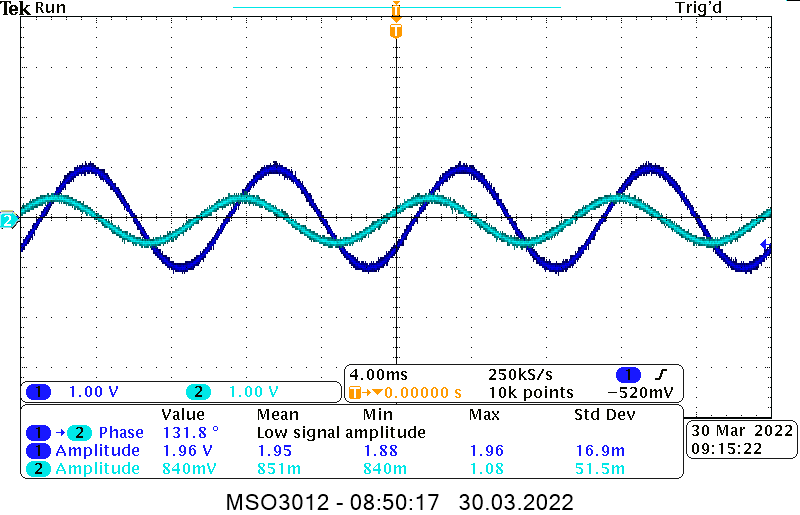 Tek Run Trig'd
T
T
2
4.00ms 250kS/s 1
1 1.00 V 2 1.00 V T→▼0.00000 s 10k points −520mV
Value Mean Min Max Std Dev
1 → 2 Phase 131.8 ° Low signal amplitude
1 Amplitude 1.96 V 1.95 1.88 1.96 16.9m
2 Amplitude 840mV 851m 840m 1.08 51.5m
30 Mar 2022
09:15:22
MSO3012 - 08:50:17 30.03.2022